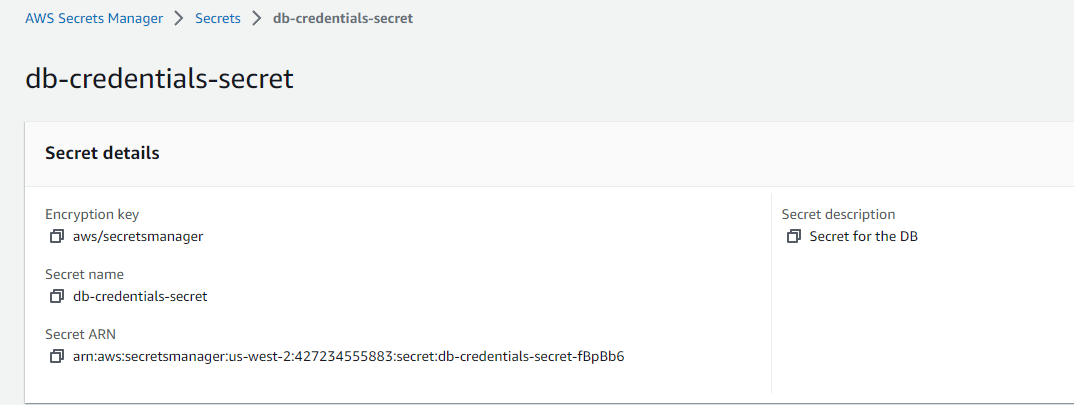 AWS Secrets Manager > Secrets > db-credentials-secret
db-credentials-secret
Secret details
Encryption key
aws/secretsmanager
Secret name
db-credentials-secret
Secret ARN
arn:aws:secretsmanager:us-west-2:427234555883:secret:db-credentials-secret-fBpBb6
Secret description
Secret for the DB